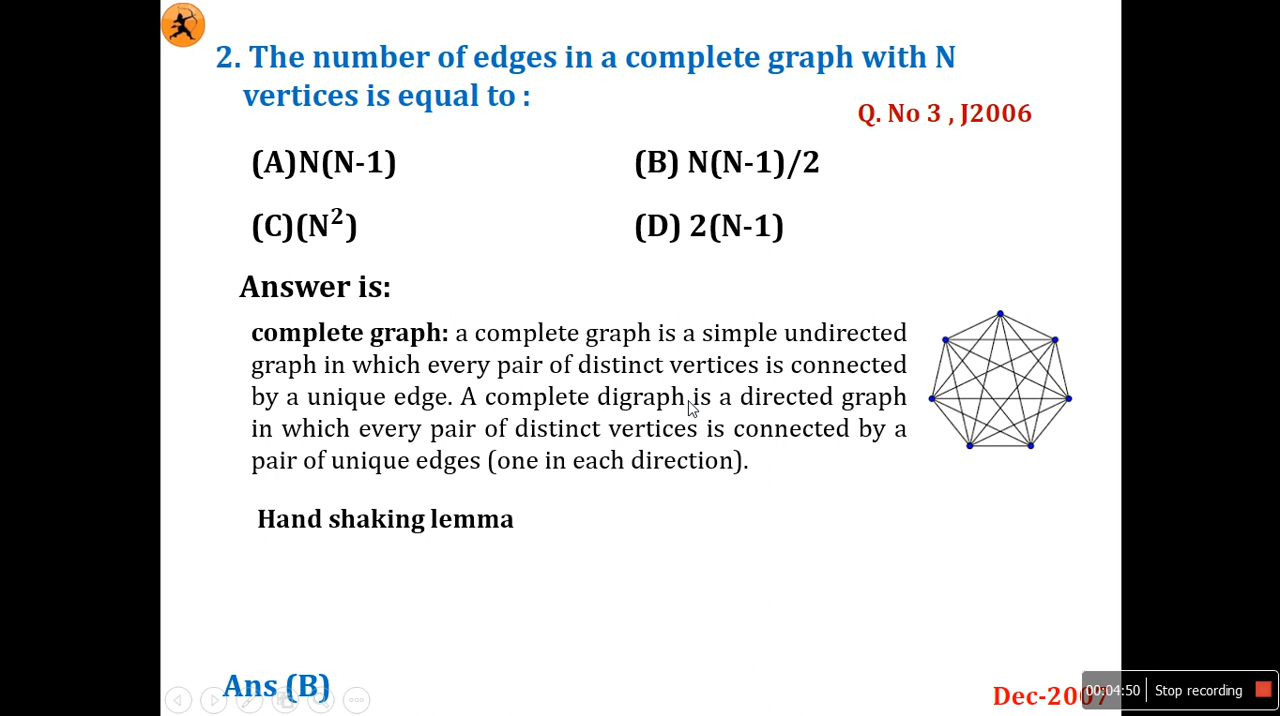 2. The number of edges in a complete graph with N
vertices is equal to :
Q. No 3 , J2006
(A)N(N-1)
(B) N(N-1)/2
(C)(N²)
(D) 2(N-1)
Answer is:
complete graph: a complete graph is a simple undirected
graph in which every pair of distinct vertices is connected
by a unique edge. A complete digraph is a directed graph
in which every pair of distinct vertices is connected by a
pair of unique edges (one in each direction).
Hand shaking lemma
Ans (B)
Dec-2007
00:04:50
Stop recording